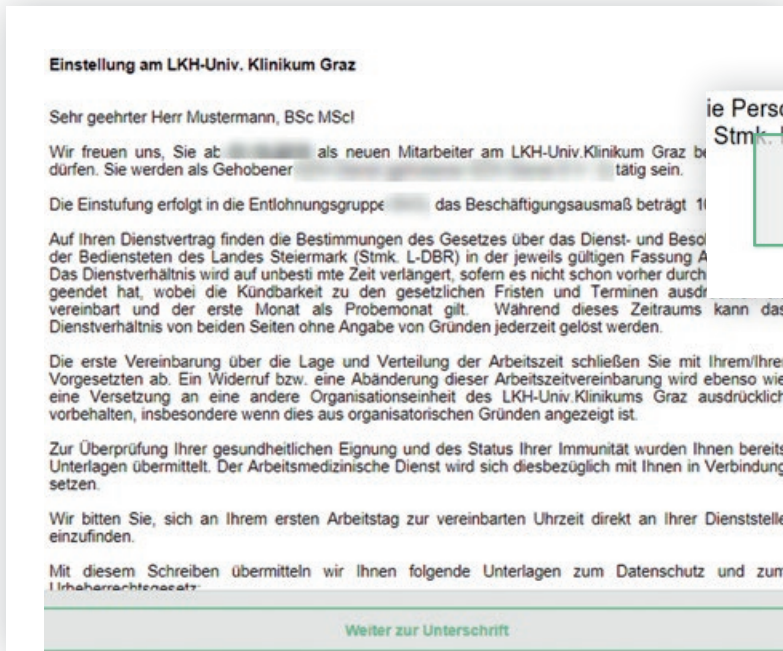 Einstellung am LKH-Univ. Klinikum Graz
Sehr geehrter Herr Mustermann, BSc MSc!
Wir freuen uns, Sie ab als neuen Mitarbeiter am LKH-Univ.Klinikum Graz
dürfen. Sie werden als Gehobener tätig sein.
Die Einstufung erfolgt in die Entlohnungsgruppe das Beschäftigungsausmaß beträgt
Auf Ihren Dienstvertrag finden die Bestimmungen des Gesetzes über das Dienst- und
der Bediensteten des Landes Steiermark (Stmk. L-DBR) in der jeweils gültigen Fassung
Das Dienstverhältnis wird auf unbesti mte Zeit verlängert, sofern es nicht schon vorher durch
geendet hat, wobei die Kündbarkeit zu den gesetzlichen Fristen und Terminen
vereinbart und der erste Monat als Probemonat gilt. Während dieses Zeitraums kann das
Dienstverhältnis von beiden Seiten ohne Angabe von Gründen jederzeit gelöst werden.
Die erste Vereinbarung über die Lage und Verteilung der Arbeitszeit schließen Sie mit Ihrem/Ihrer
Vorgesetzten ab. Ein Widerruf bzw. eine Abänderung dieser Arbeitszeitvereinbarung wird ebenso wie
eine Versetzung an eine andere Organisationseinheit des LKH-Univ.Klinikums Graz ausdrücklich
vorbehalten, insbesondere wenn dies aus organisatorischen Gründen angezeigt ist.
Zur Überprüfung Ihrer gesundheitlichen Eignung und des Status Ihrer Immunität wurden Ihnen bereits
Unterlagen übermittelt. Der Arbeitsmedizinische Dienst wird sich diesbezüglich mit Ihnen in Verbindung
setzen.
Wir bitten Sie, sich an Ihrem ersten Arbeitstag zur vereinbarten Uhrzeit direkt an Ihrer Dienststelle
einzufinden.
Mit diesem Schreiben übermitteln wir Ihnen folgende Unterlagen zum Datenschutz und zum
Urheberrechtsgesetz:
Weiter zur Unterschrift
ie
Stmk.